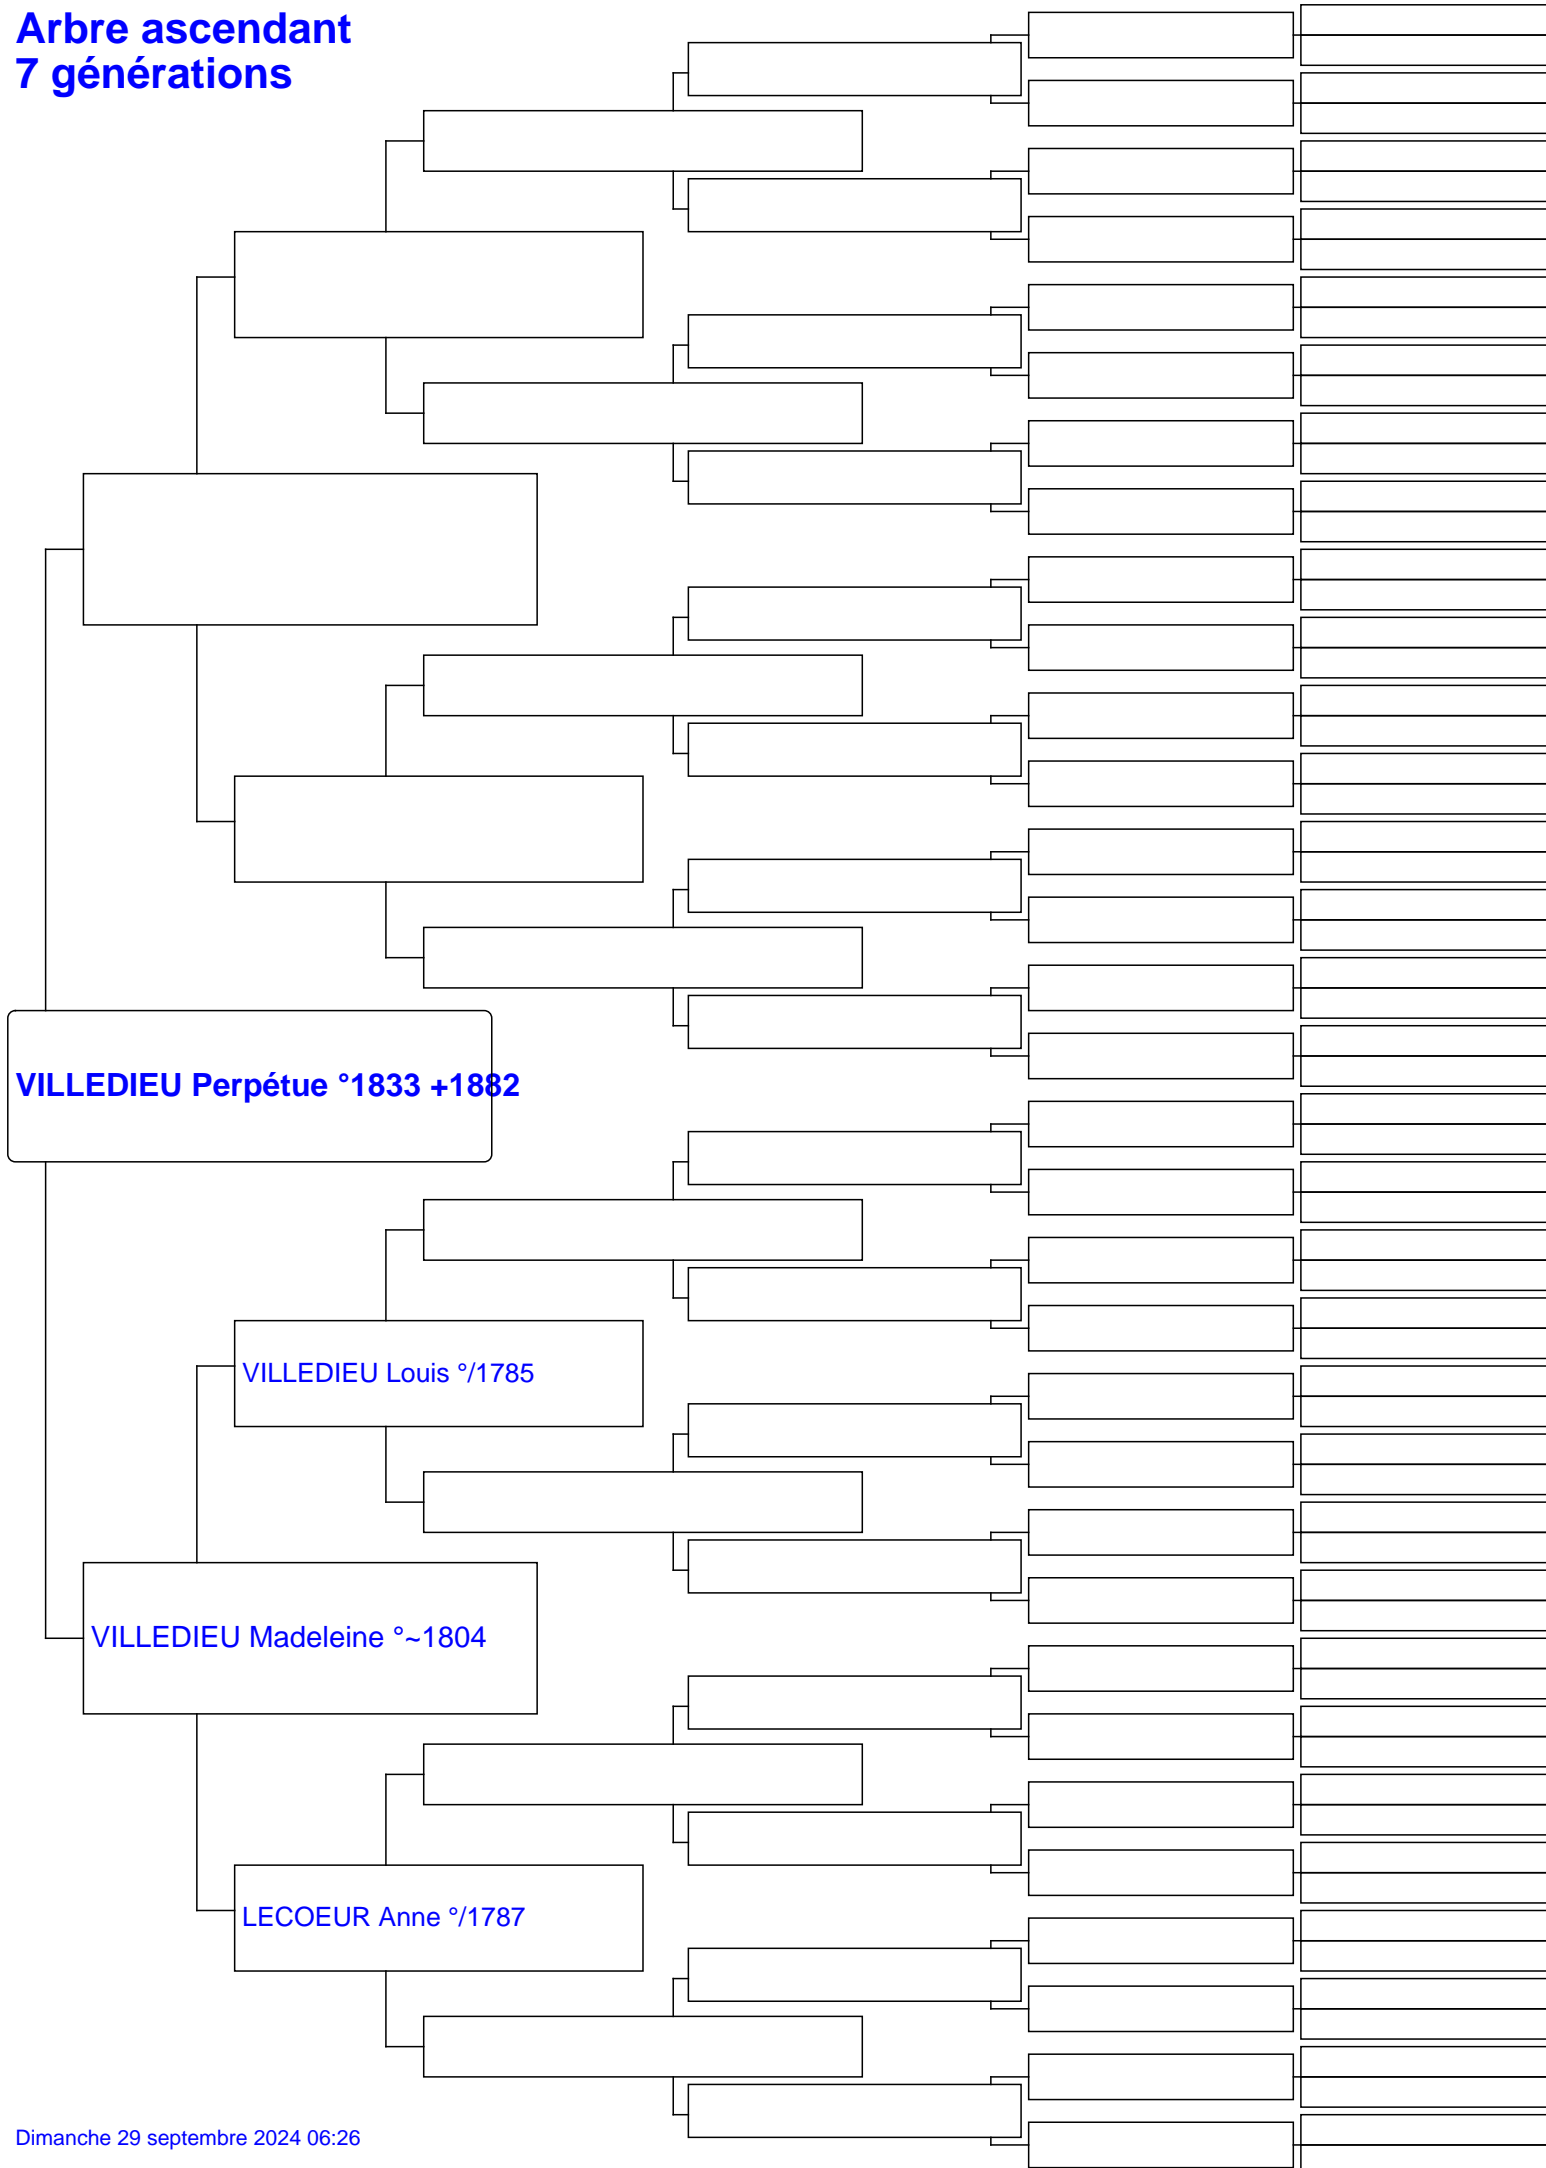 Arbre ascendant
7 générations
VILLEDIEU Perpétue °1833 +1882
VILLEDIEU Louis °/1785
VILLEDIEU Madeleine °~1804
LECOEUR Anne °/1787
Dimanche 29 septembre 2024 06:26